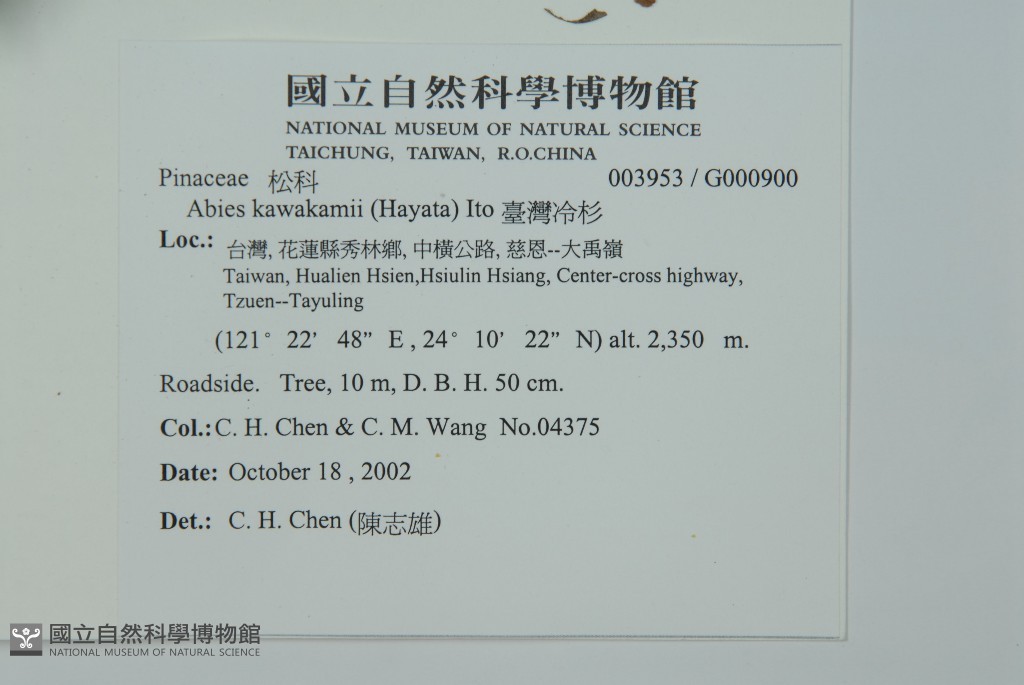 國立自然科學博物館
NATIONAL MUSEUM OF NATURAL SCIENCE
TAICHUNG, TAIWAN, R.O.CHINA
Pinaceae 松科 003953 / G000900
Abies kawakamii (Hayata) Ito 臺灣冷杉
Loc.: 台灣, 花蓮縣秀林鄉, 中橫公路, 慈恩--大禹嶺
Taiwan, Hualien Hsien,Hsiulin Hsiang, Center-cross highway,
Tzuen--Tayuling
(121° 22’ 48” E , 24° 10’ 22” N) alt. 2,350 m.
Roadside. Tree, 10 m, D. B. H. 50 cm.
Col.: C. H. Chen & C. M. Wang No.04375
Date: October 18 , 2002
Det.: C. H. Chen (陳志雄)
國立自然科學博物館
NATIONAL MUSEUM OF NATURAL SCIENCE